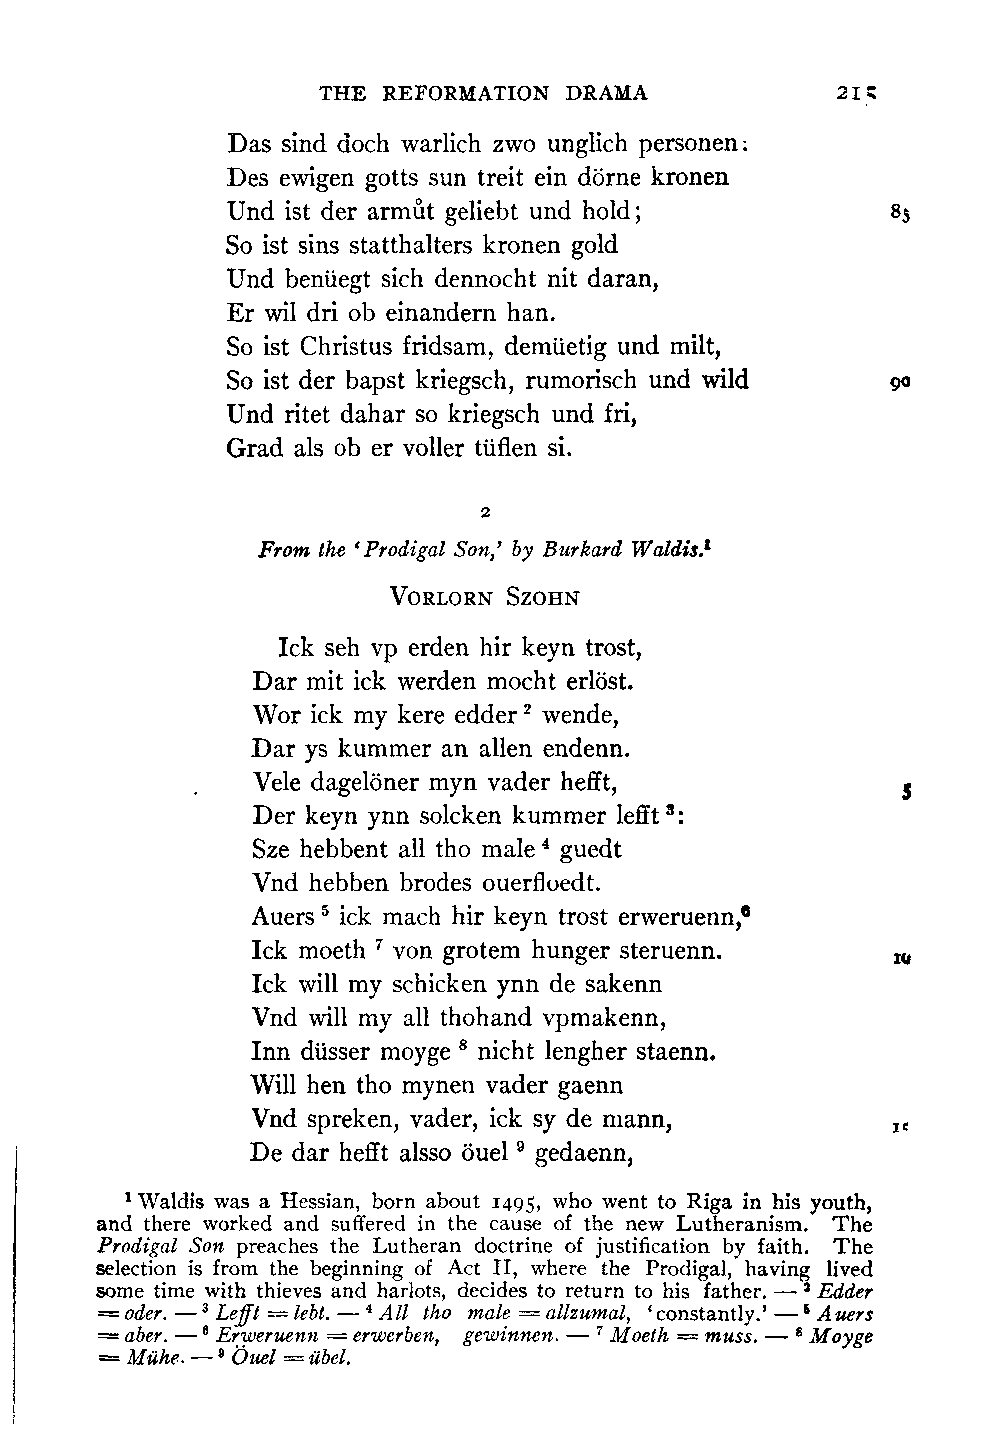 THE REFORMATION DRAMA 215
Das sind doch warlich zwo unglich personen:
Des ewigen gotts sun treit ein dörne kronen
Und ist der armůt geliebt und hold; 85
So ist sins statthalters kronen gold
Und benüegt sich dennocht nit daran,
Er wil dri ob einandern han.
So ist Christus fridsam, demüetig und milt,
So ist der bapst kriegsch, rumorisch und wild 90
Und ritet dahar so kriegsch und fri,
Grad als ob er voller tüflen si.
2
From the ‘Prodigal Son,’ by Burkard Waldis.¹
VORLORN SZOHN
Ick seh vp erden hir keyn trost,
Dar mit ick werden mocht erlöst.
Wor ick my kere edder ² wende,
Dar ys kummer an allen endenn.
Vele dagelöner myn vader hefft, 5
Der keyn ynn solcken kummer lefft ³:
Sze hebbent all tho male ⁴ guedt
Vnd hebben brodes ouerfluedt.
Auers ⁵ ick mach hir keyn trost erweruenn,⁶
Ick moeth ⁷ von grotem hunger steruenn. 10
Ick will my schicken ynn de sakenn
Vnd will my all thohand vpmakenn,
Inn düsser moyge ⁸ nicht lengher staenn.
Will hen tho mynen vader gaenn
Vnd spreken, vader, ick sy de mann, 15
De dar hefft alsso öuel ⁹ gedaenn,
¹ Waldis was a Hessian, born about 1495, who went to Riga in his youth,
and there worked and suffered in the cause of the new Lutheranism. The
Prodigal Son preaches the Lutheran doctrine of justification by faith. The
selection is from the beginning of Act II, where the Prodigal, having lived
some time with thieves and harlots, decides to return to his father. — ² Edder
= oder. — ³ Lefft = lebt. — ⁴ All tho male = allzumal, ‘constantly.’ — ⁵ Auers
= aber. — ⁶ Erweruenn = erwerben, gewinnen. — ⁷ Moeth = muss. — ⁸ Moyge
= Mühe. — ⁹ Öuel = übel.